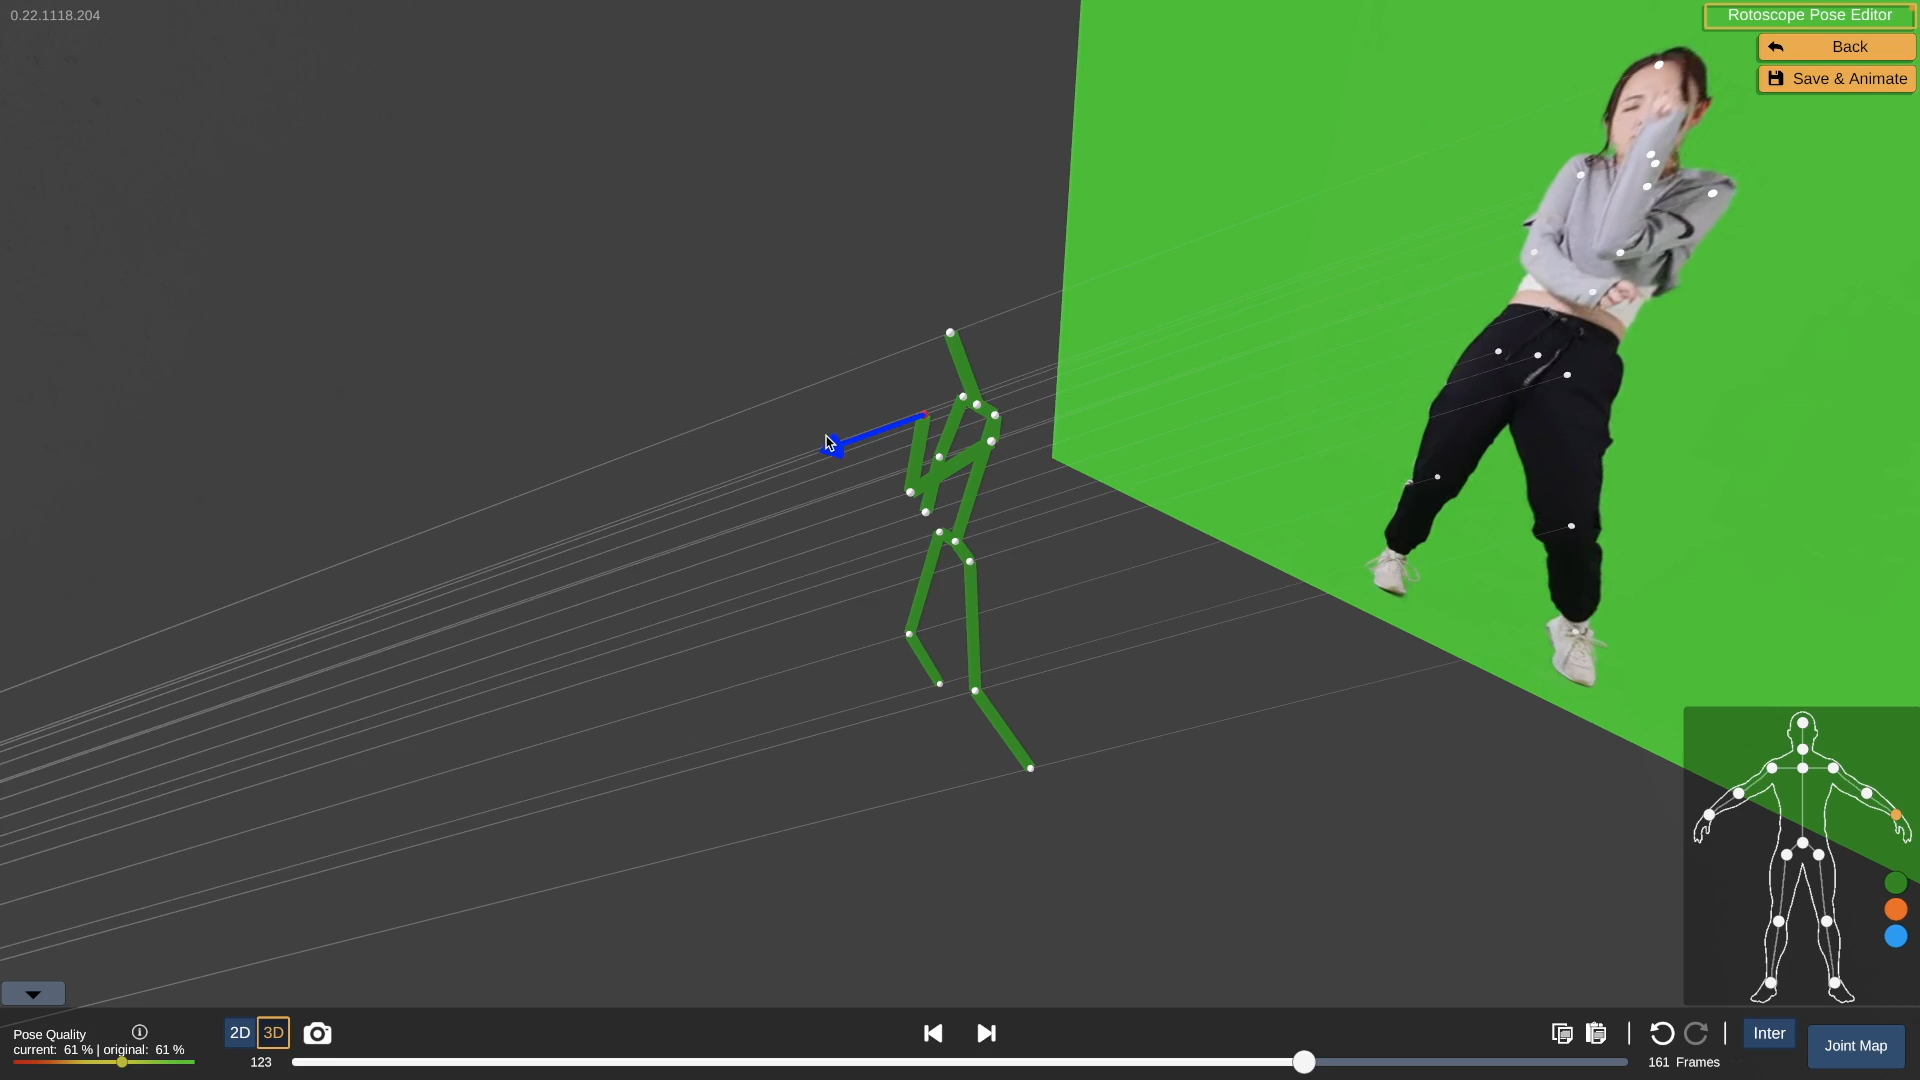 0.22.1118.204
Rotoscope Pose Editor
Back
Save & Animate
Pose Quality
current: 61 % | original: 61 %
2D 3D
123
161 Frames
Inter
Joint Map